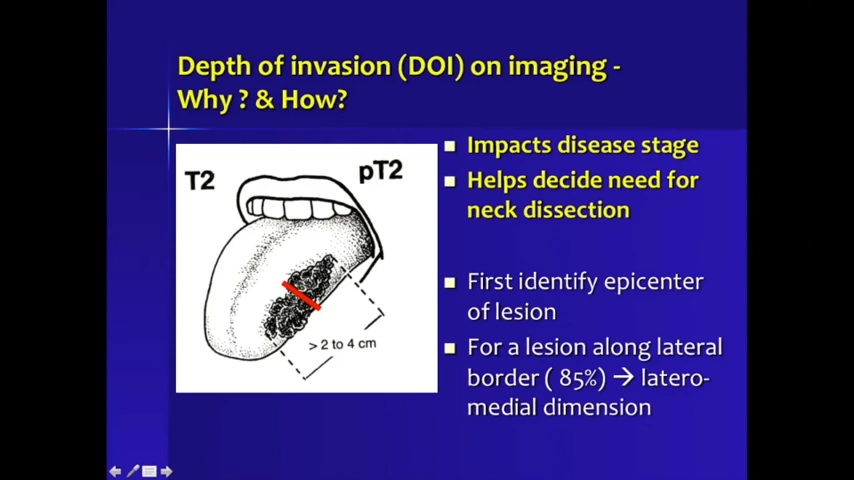 Depth of invasion (DOI) on imaging -
Why ? & How?
T2
pT2
> 2 to 4 cm
Impacts disease stage
Helps decide need for
neck dissection
First identify epicenter
of lesion
For a lesion along lateral
border ( 85%) → latero-
medial dimension